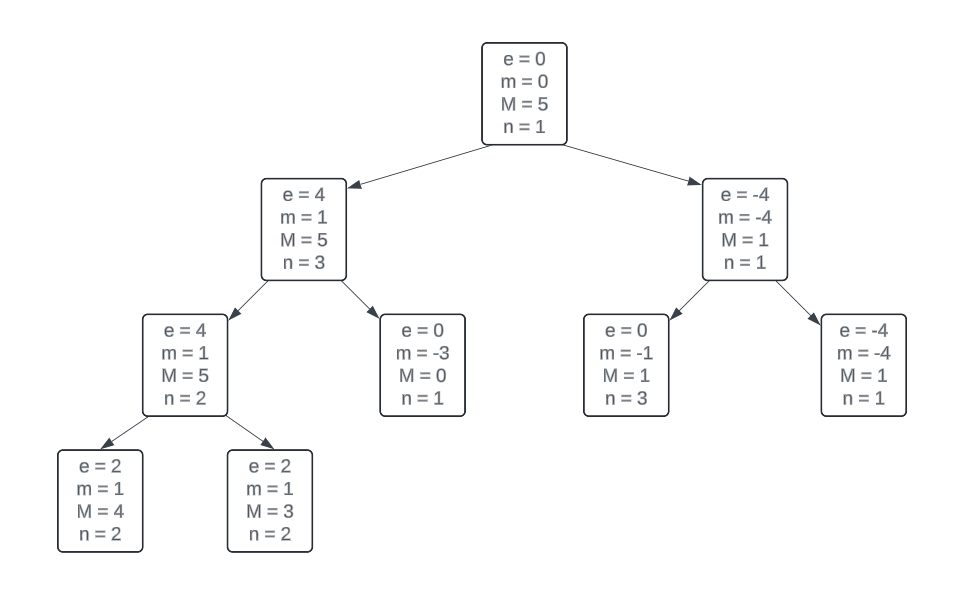 e = 0
m = 0
M = 5
n = 1
e = 4
m = 1
M = 5
n = 3
e = -4
m = -4
M = 1
n = 1
e = 4
m = 1
M = 5
n = 2
e = 0
m = -3
M = 0
n = 1
e = 0
m = -1
M = 1
n = 3
e = -4
m = -4
M = 1
n = 1
e = 2
m = 1
M = 4
n = 2
e = 2
m = 1
M = 3
n = 2